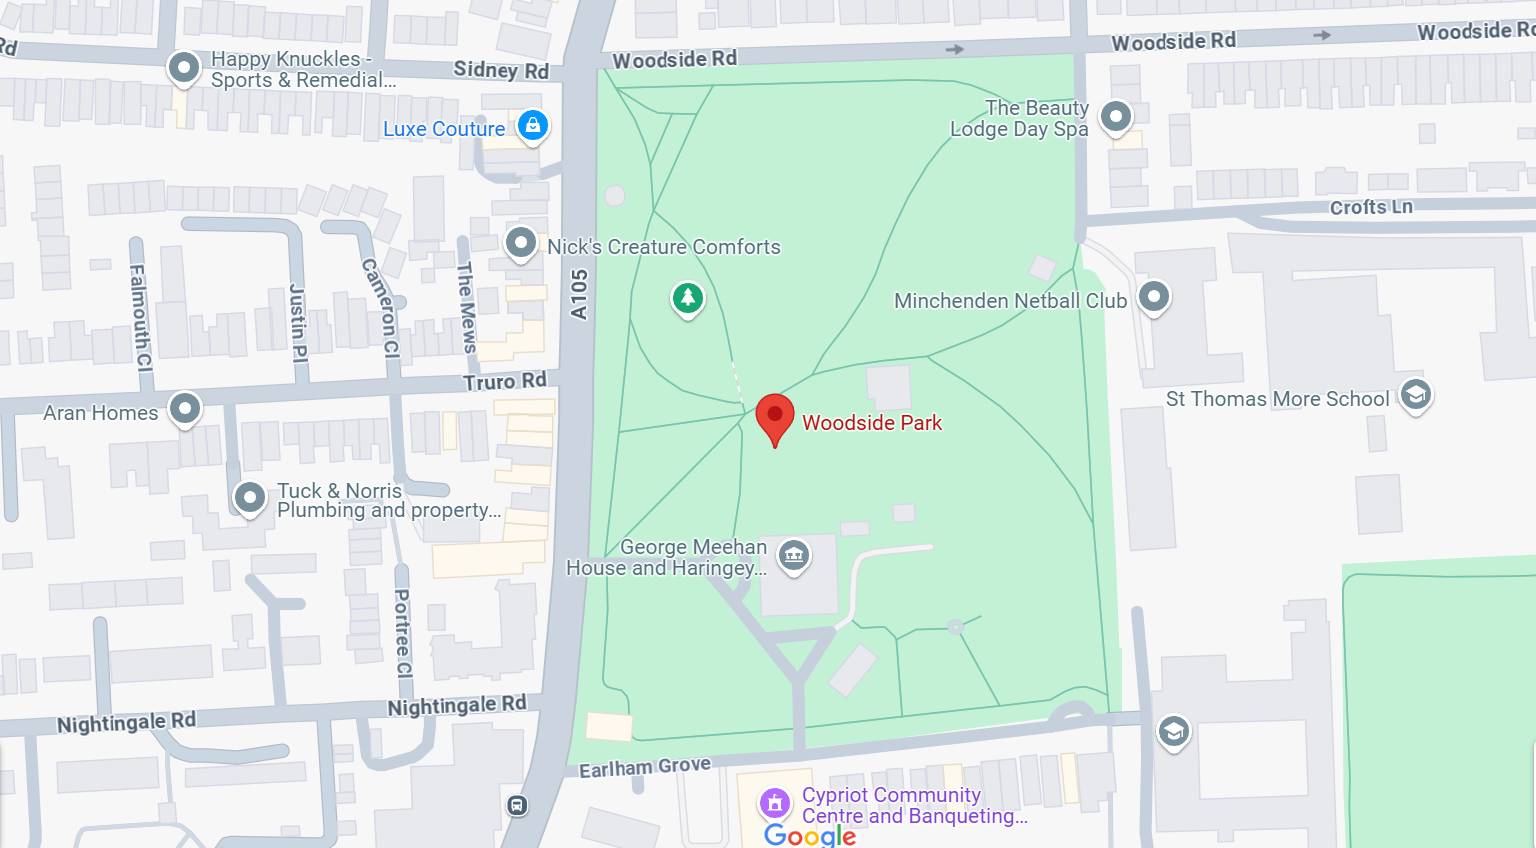 Rd
Happy Knuckles -
Sports & Remedial...
Sidney Rd
Woodside Rd
Woodside Rd
Woodside Rd
Luxe Couture
The Beauty
Lodge Day Spa
Crofts Ln
Nick's Creature Comforts
Falmouth Cl
Justin Pl
Cameron Cl
The Mews
A105
Minchenden Netball Club
Truro Rd
Aran Homes
St Thomas More School
Woodside Park
Tuck & Norris
Plumbing and property...
George Meehan
House and Haringey...
Portree Cl
Nightingale Rd
Nightingale Rd
Earlham Grove
Cypriot Community
Centre and Banqueting...
Google